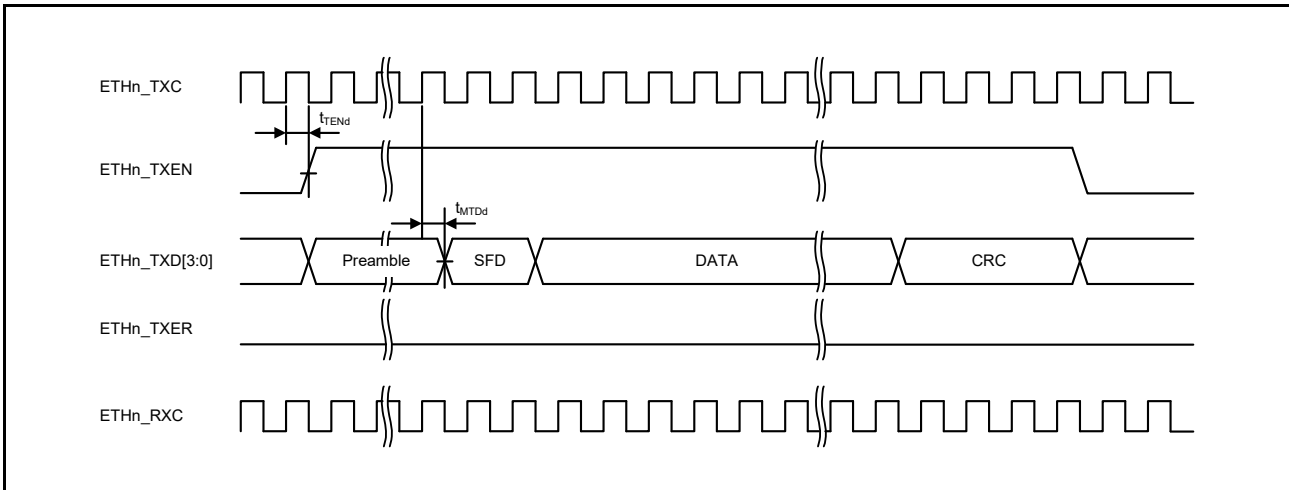 ETHn_TXC
tTENd
ETHn_TXEN
tMTDd
ETHn_TXD[3:0]
Preamble
SFD
DATA
CRC
ETHn_TXER
ETHn_RXC